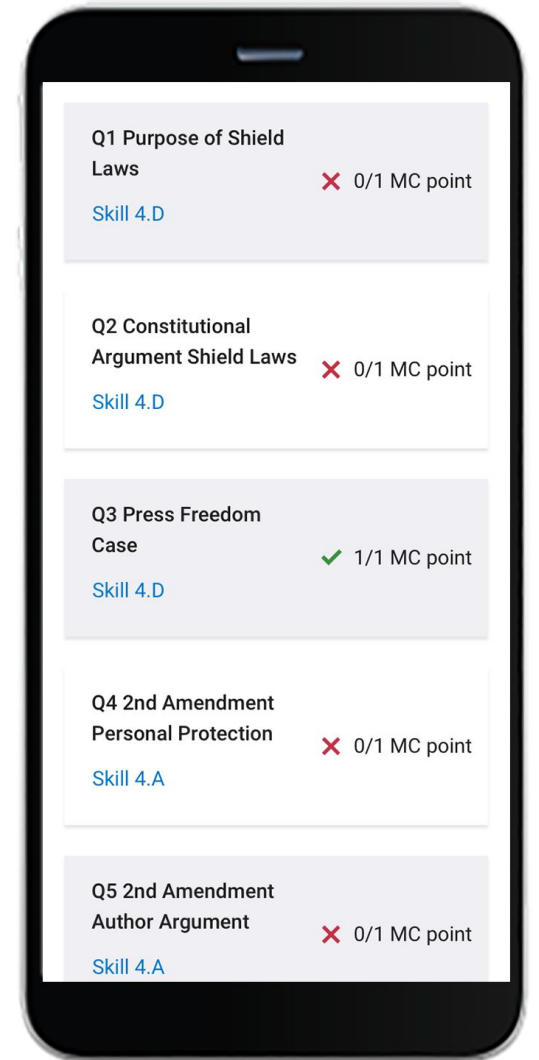 Q1 Purpose of Shield
Laws
0/1 MC point
Skill 4.D
Q2 Constitutional
Argument Shield Laws
0/1 MC point
Skill 4.D
Q3 Press Freedom
Case
1/1 MC point
Skill 4.D
Q4 2nd Amendment
Personal Protection
0/1 MC point
Skill 4.A
Q5 2nd Amendment
Author Argument
0/1 MC point
Skill 4.A